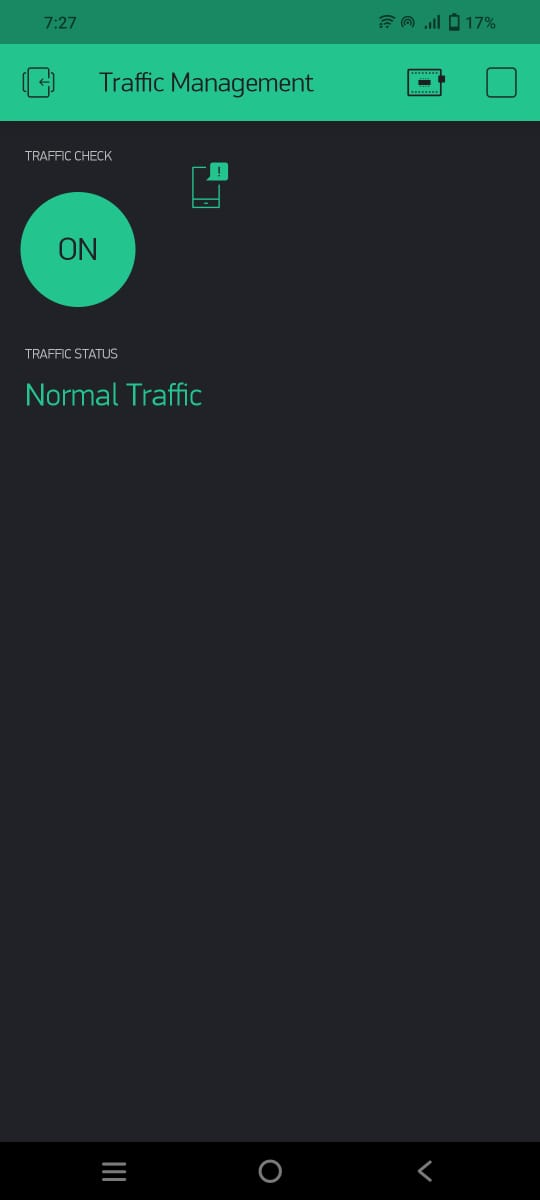 7:27 17%
Traffic Management
TRAFFIC CHECK
!
ON
TRAFFIC STATUS
Normal Traffic